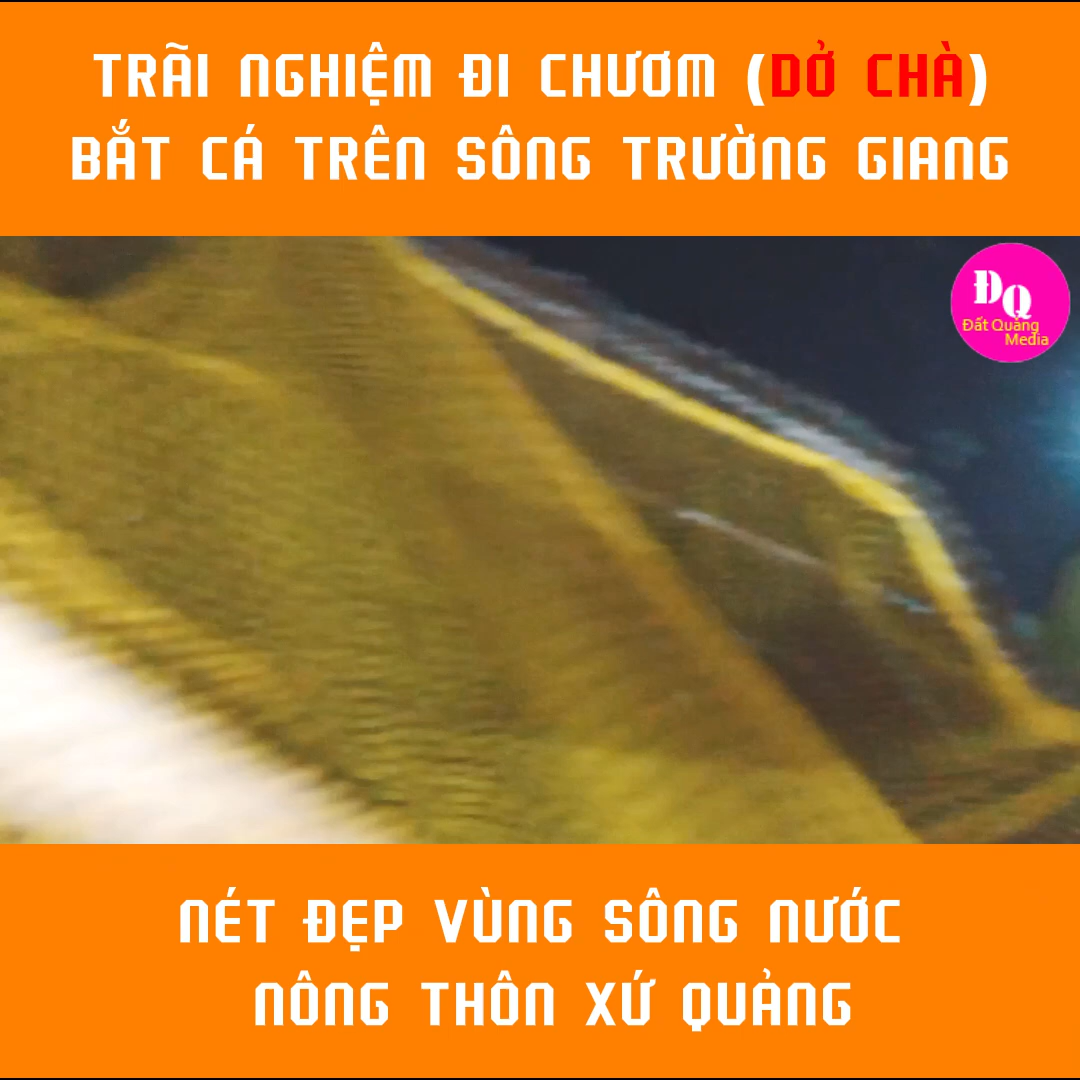 TRÃI NGHIỆM ĐI CHƯƠM (DỞ CHÀ)
BẮT CÁ TRÊN SÔNG TRƯỜNG GIANG
ĐQ
Đất Quảng
Media
NÉT ĐẸP VÙNG SÔNG NƯỚC
NÔNG THÔN XỨ QUẢNG